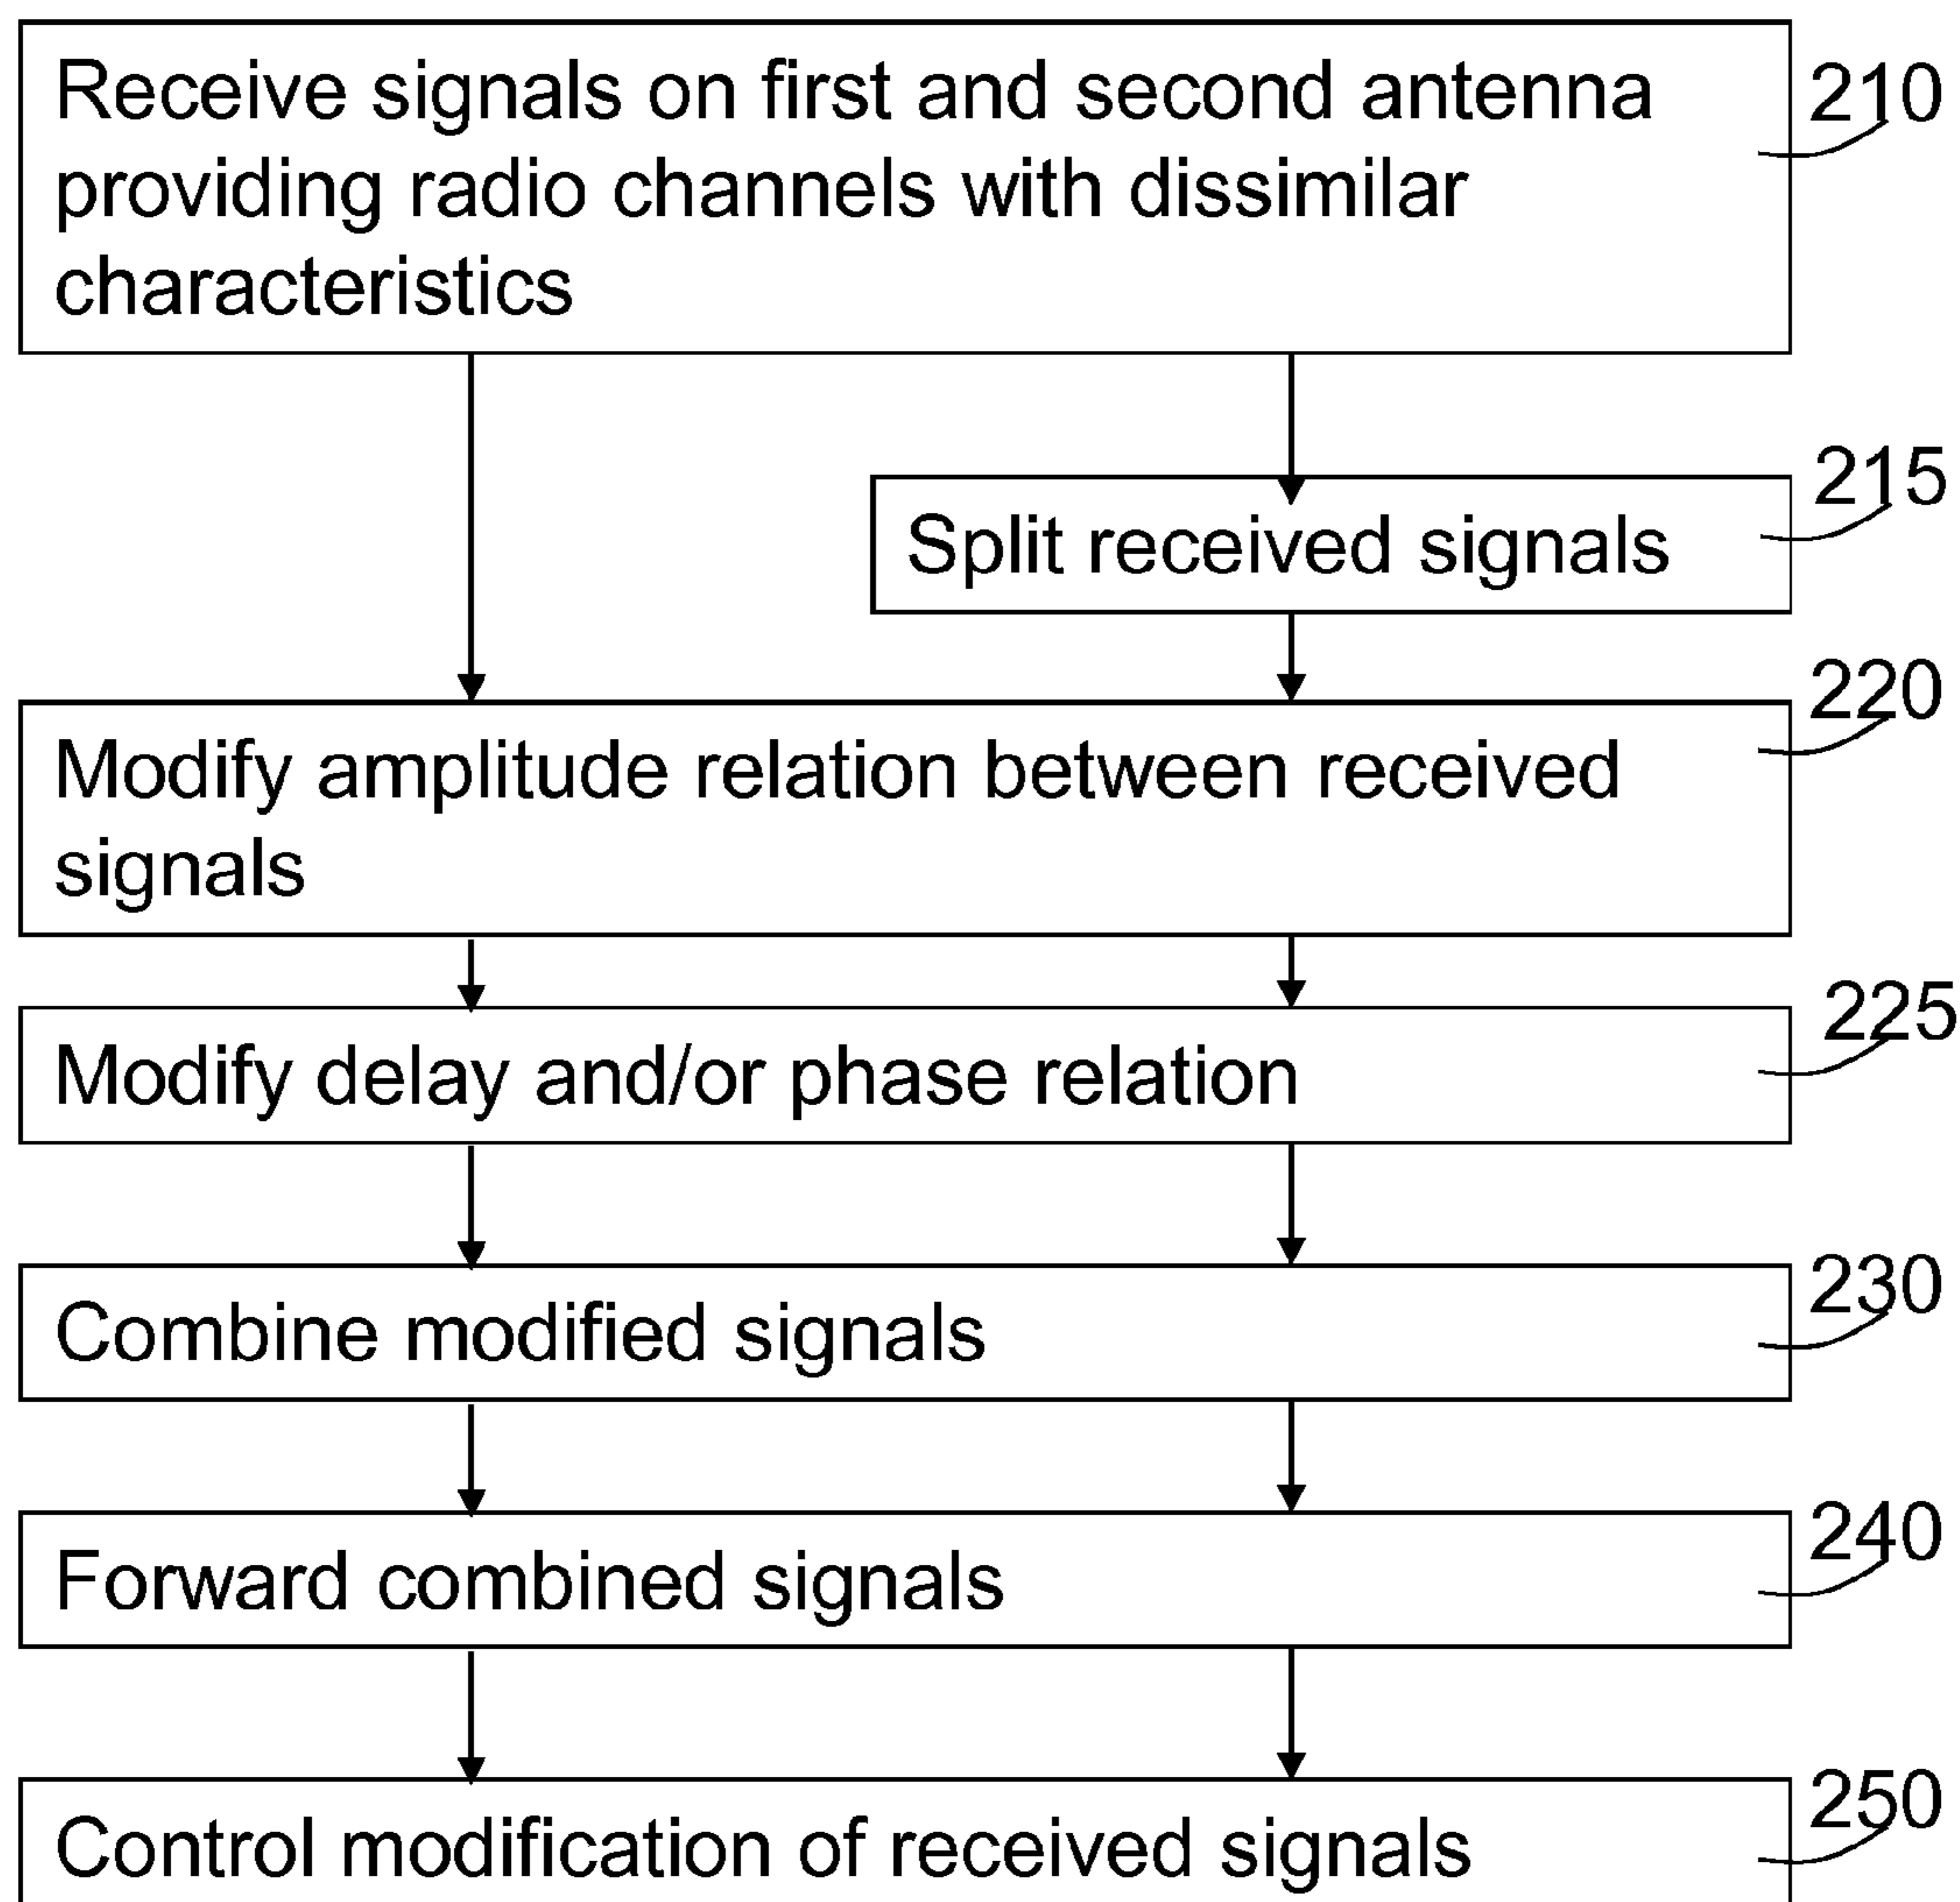 Receive signals on first and second antenna
210
providing radio channels with dissimilar
characteristics
215
Split received signals
220
Modify amplitude relation between received
signals
225
Modify delay and/or phase relation
230
Combine modified signals
240
Forward combined signals
250
Control modification of received signals